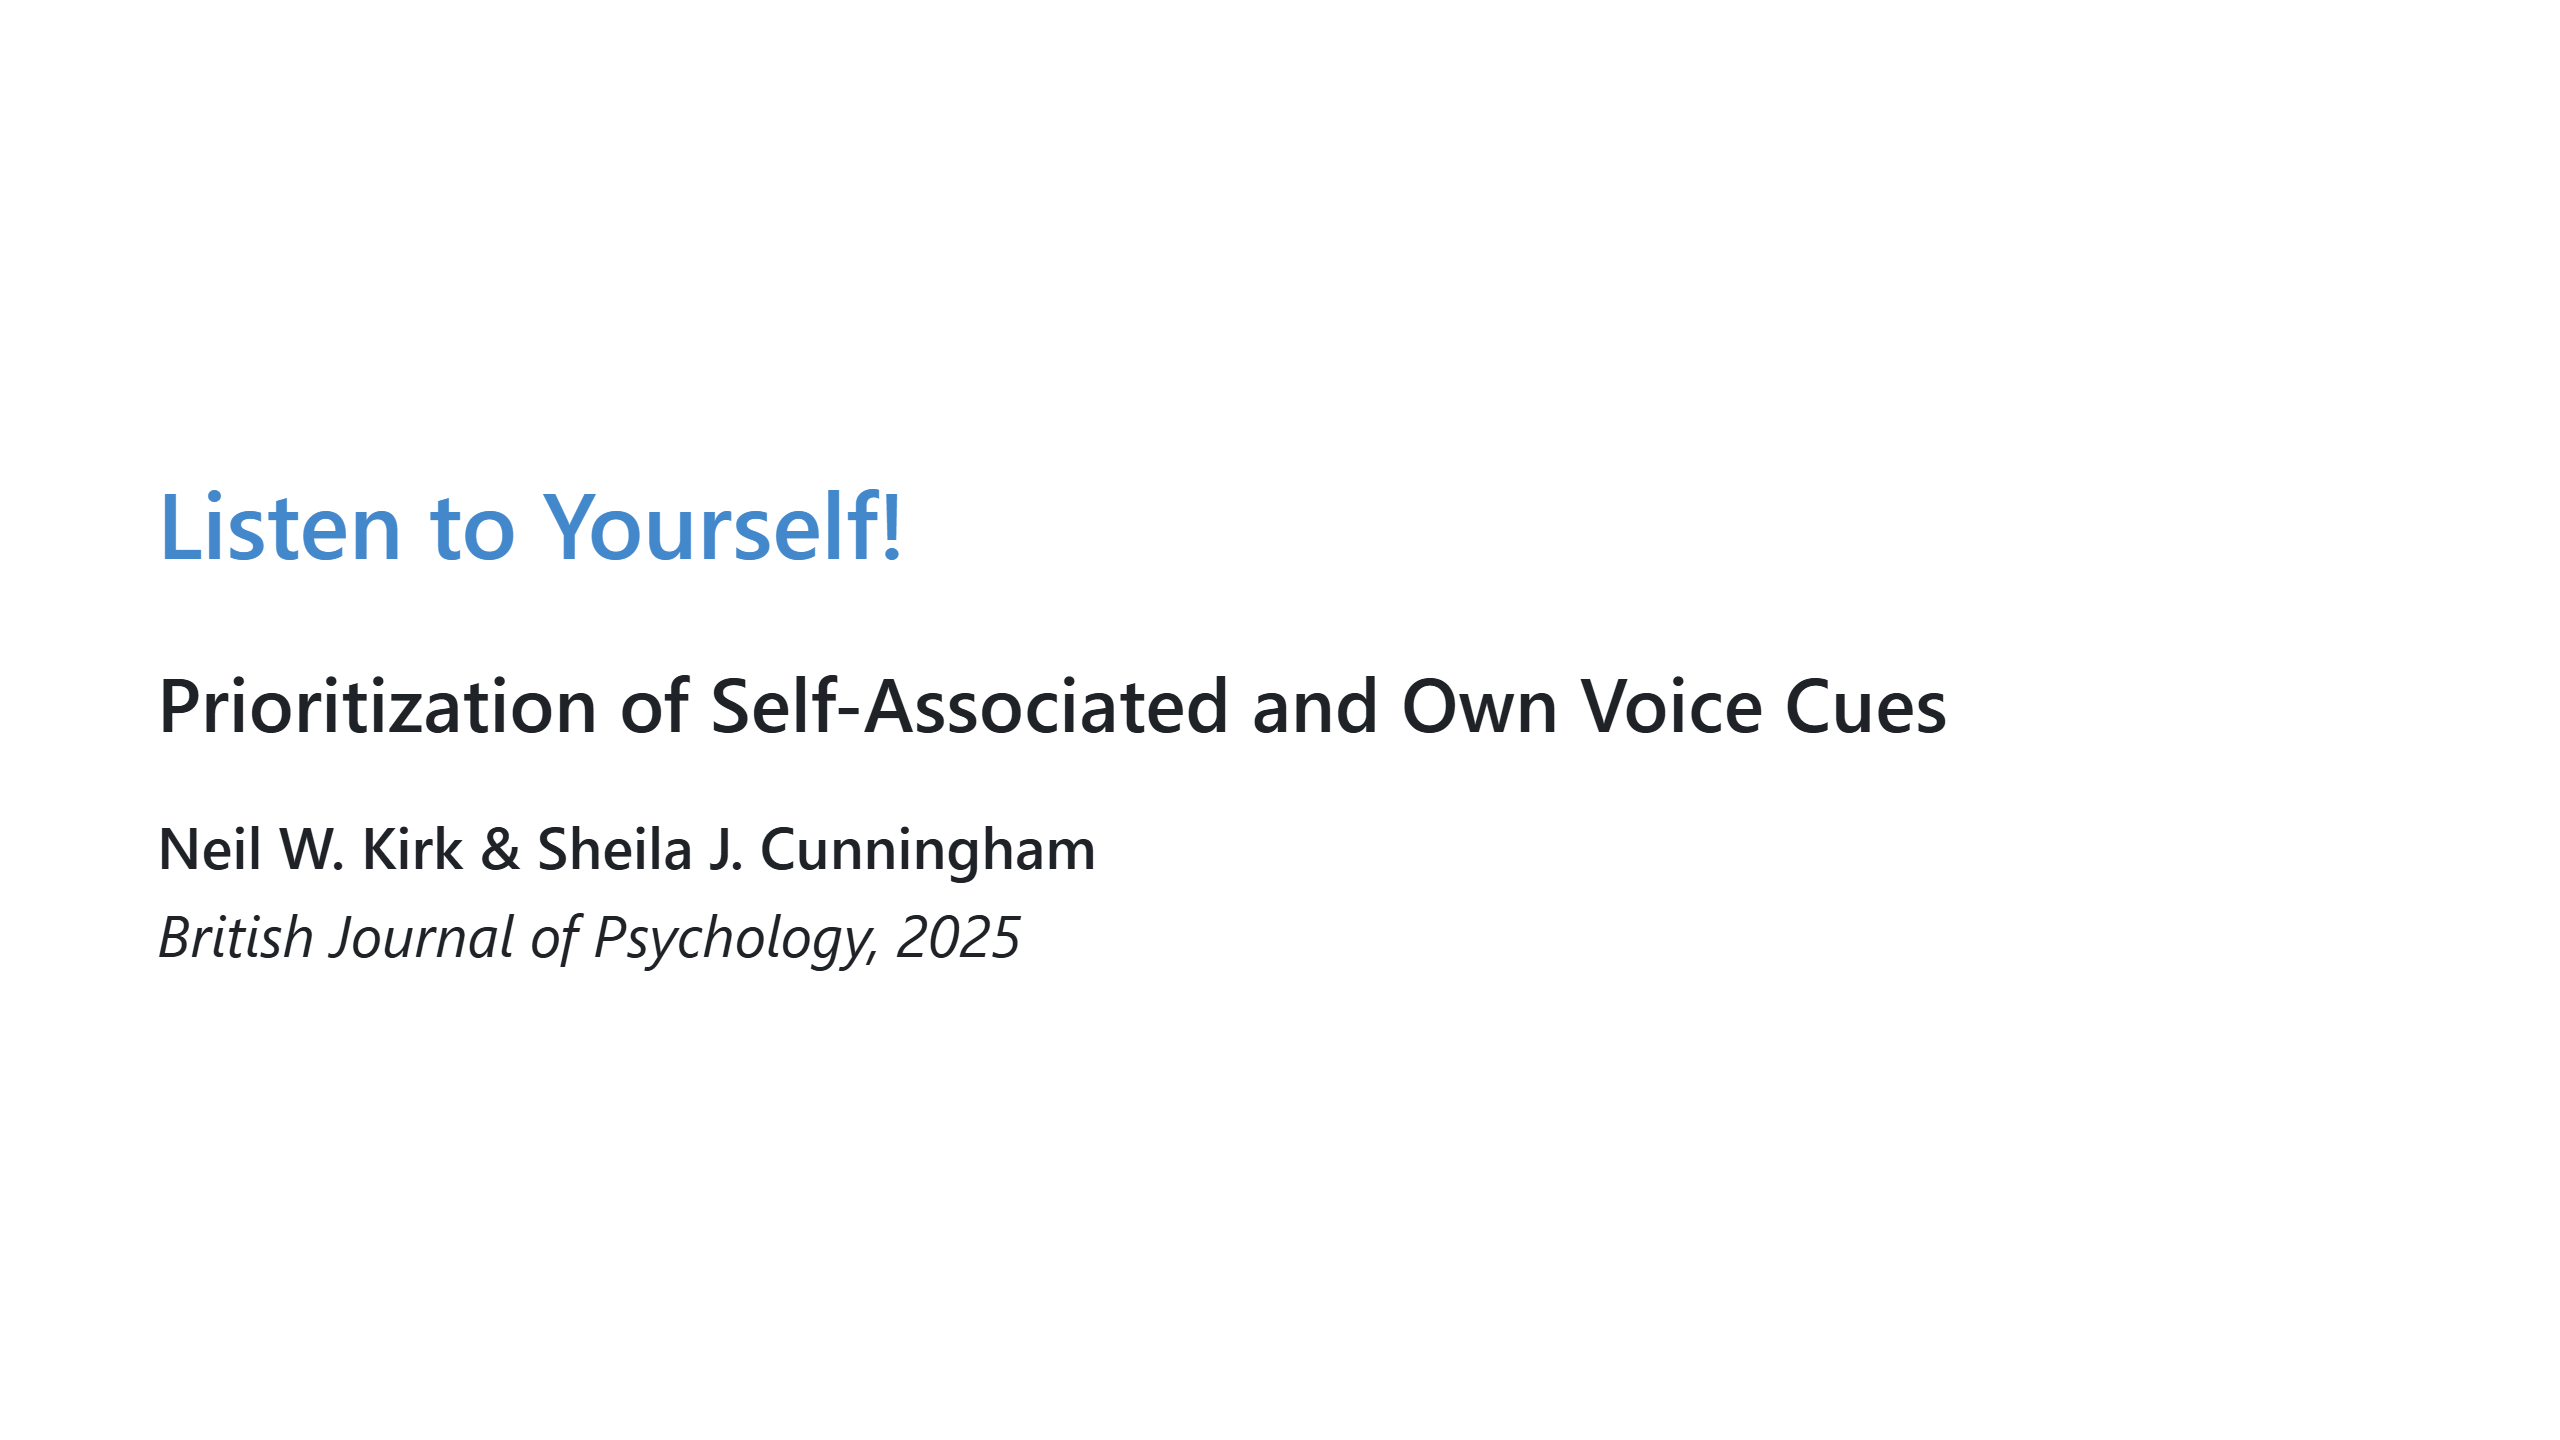 Listen to Yourself!
Prioritization of Self-Associated and Own Voice Cues
Neil W. Kirk & Sheila J. Cunningham
British Journal of Psychology, 2025